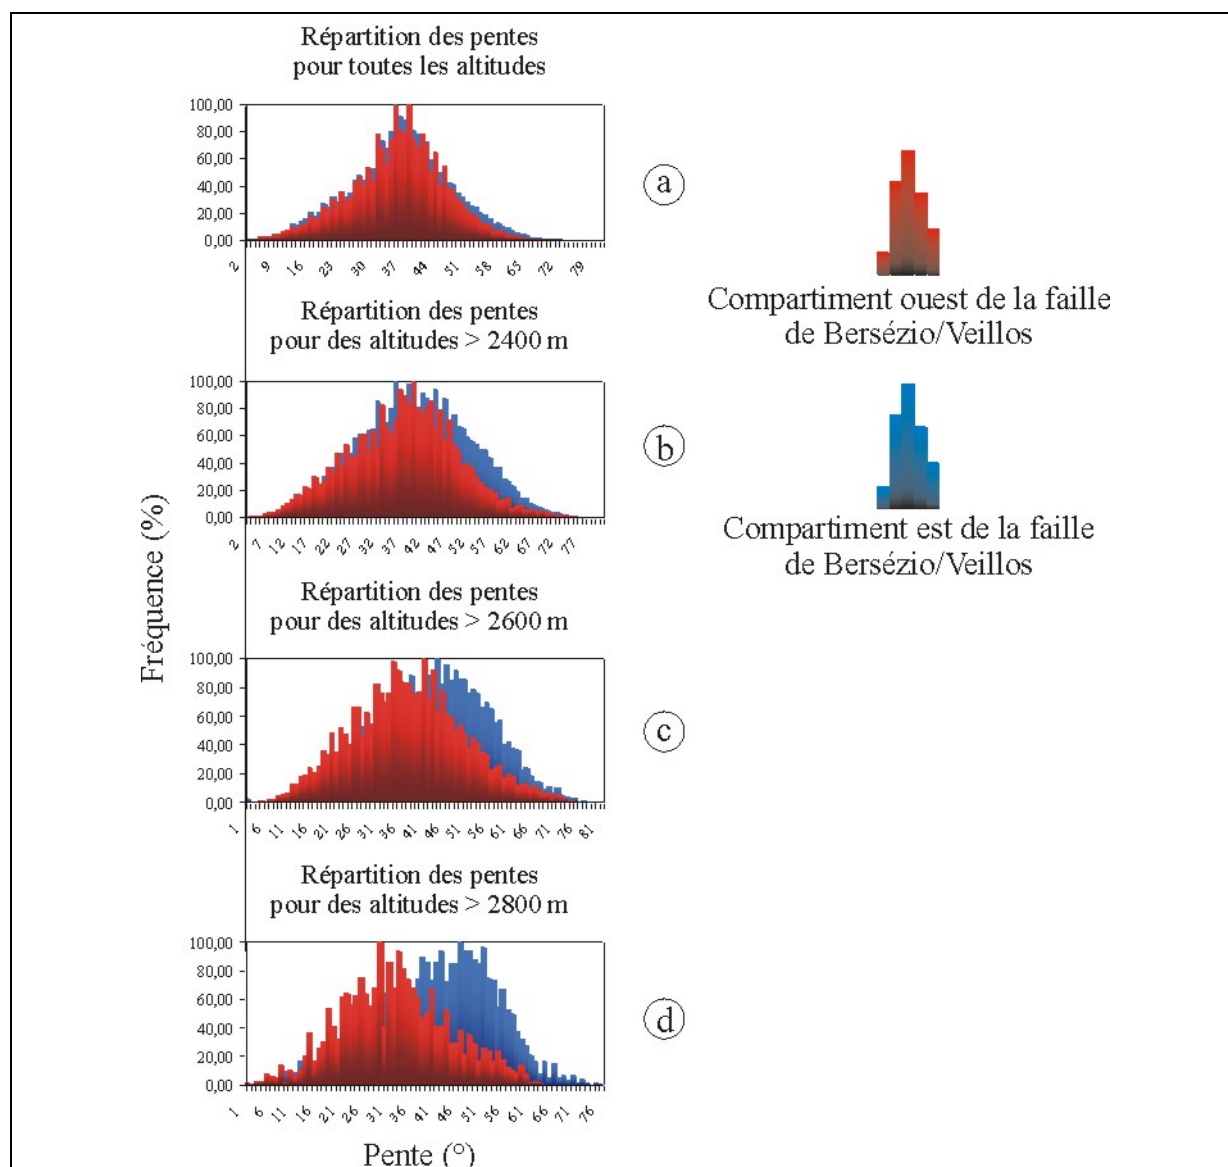 Répartition des pentes
pour toutes les altitudes
100,00
80,00
60,00
40,00
20,00
0,00
2 9 16 23 30 37 44 51 58 65 72 79
a
Répartition des pentes
pour des altitudes > 2400 m
100,00
80,00
60,00
40,00
20,00
0,00
2 7 12 17 22 27 32 37 42 47 52 57 62 67 72 77
b
Répartition des pentes
pour des altitudes > 2600 m
100,00
80,00
60,00
40,00
20,00
0,00
1 6 11 16 21 26 31 36 41 46 51 56 61 66 71 76 81
c
Répartition des pentes
pour des altitudes > 2800 m
100,00
80,00
60,00
40,00
20,00
0,00
1 6 11 16 21 26 31 36 41 46 51 56 61 66 71 76
d
Fréquence (%)
Pente (°)
Compartiment ouest de la faille
de Bersézio/Veillos
Compartiment est de la faille
de Bersézio/Veillos